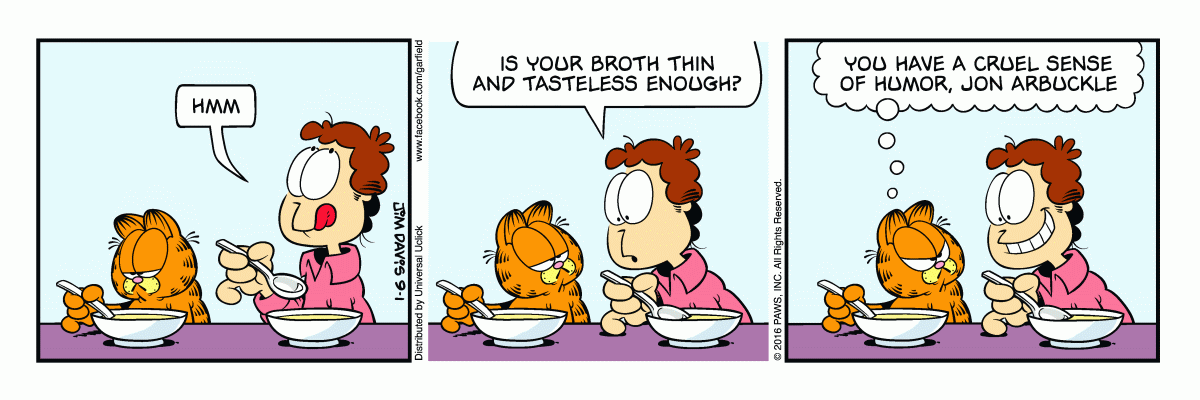 HMM
JIM DAVIS 9-1
www.facebook.com/garfield
Distributed by Universal Uclick
IS YOUR BROTH THIN
AND TASTELESS ENOUGH?
© 2016 PAWS, INC. All Rights Reserved.
YOU HAVE A CRUEL SENSE
OF HUMOR, JON ARBUCKLE